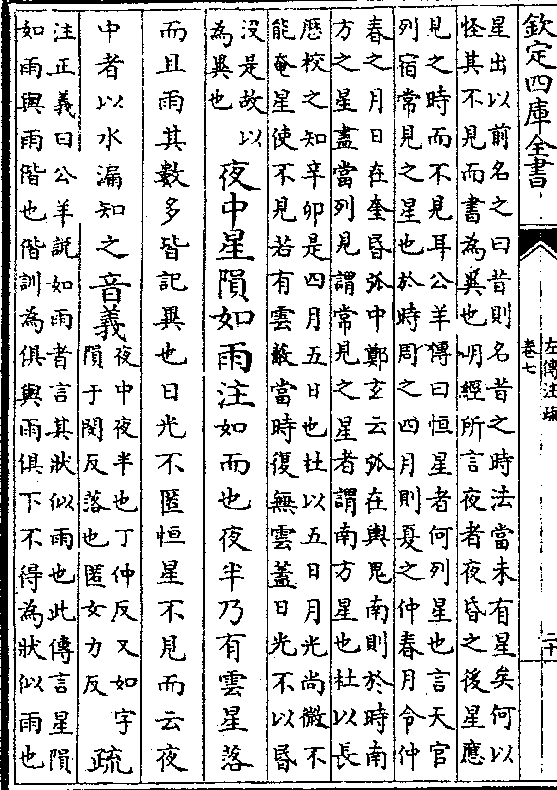 欽定四庫全書
左傳注疏
卷七
二十
星出以前名之曰昔則名昔之時法當未有星矣何以
怪其不見而書為異也明經所言夜者夜昏之後星應
見之時而不見耳公羊傳曰恒星者何列星也言天官
列宿常見之星也於時周之四月則夏之仲春月令仲
春之月日在奎昏弧中鄭玄云弧在輿鬼南則於時南
方之星盡當列見謂常見之星者謂南方星也杜以長
厯校之知辛卯是四月五日也杜以五日月光尚微不
能奄星使不見若有雲蔽當時復無雲蓋日光不以昏
沒是故以
為異也
夜中星隕如雨注如而也夜半乃有雲星落
而且雨其數多皆記異也日光不匿恒星不見而云夜
中者以水漏知之音義
夜中夜半也丁仲反又如字
隕于閔反落也匿女力反
疏
注正義曰公羊說如雨者言其狀似雨也此傳言星隕
如雨與雨偕也偕訓為俱與雨俱下不得為狀似雨也